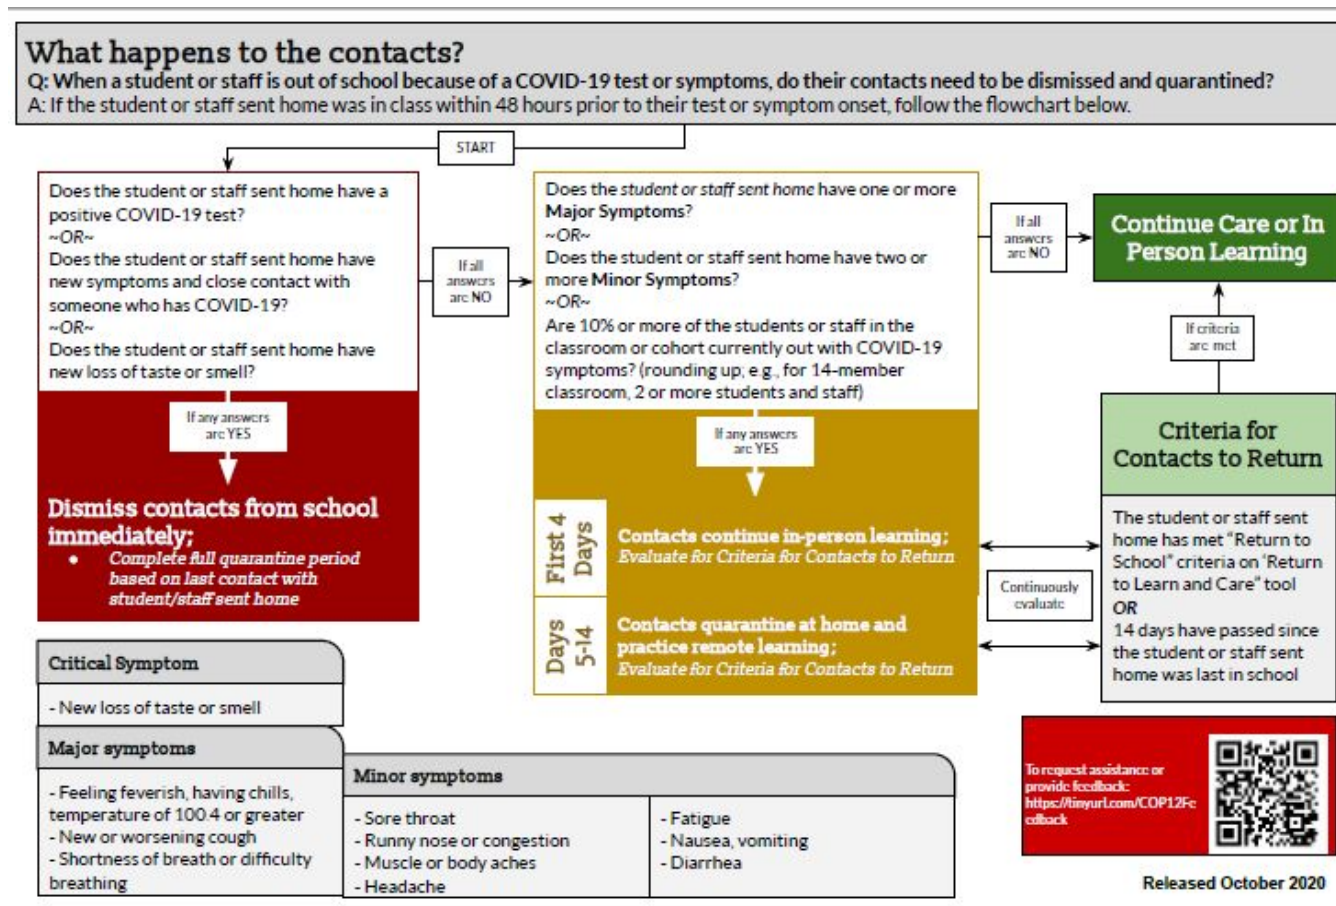 What happens to the contacts?
Q: When a student or staff is out of school because of a COVID-19 test or symptoms, do their contacts need to be dismissed and quarantined?
A: If the student or staff sent home was in class within 48 hours prior to their test or symptom onset, follow the flowchart below.
START
Does the student or staff sent home have a
positive COVID-19 test?
~OR~
Does the student or staff sent home have
new symptoms and close contact with
someone who has COVID-19?
~OR~
Does the student or staff sent home have
new loss of taste or smell?
If any answers
are YES
Dismiss contacts from school
immediately;
● Complete full quarantine period
based on last contact with
student/staff sent home
If all
answers
are NO
Does the student or staff sent home have one or more
Major Symptoms?
~OR~
Does the student or staff sent home have two or
more Minor Symptoms?
~OR~
Are 10% or more of the students or staff in the
classroom or cohort currently out with COVID-19
symptoms? (rounding up; e.g., for 14-member
classroom, 2 or more students and staff)
If any answers
are YES
First 4
Days
Contacts continue in-person learning;
Evaluate for Criteria for Contacts to Return
Days
5-14
Contacts quarantine at home and
practice remote learning;
Evaluate for Criteria for Contacts to Return
If all
answers
are NO
Continue Care or In
Person Learning
If criteria
are met
Criteria for
Contacts to Return
The student or staff sent
home has met "Return to
School" criteria on 'Return
to Learn and Care" tool
OR
14 days have passed since
the student or staff sent
home was last in school
Continuously
evaluate
Critical Symptom
- New loss of taste or smell
Major symptoms
- Feeling feverish, having chills,
temperature of 100.4 or greater
- New or worsening cough
- Shortness of breath or difficulty
breathing
Minor symptoms
- Sore throat
- Runny nose or congestion
- Muscle or body aches
- Headache
- Fatigue
- Nausea, vomiting
- Diarrhea
To request assistance or
provide feedback:
https://tinyurl.com/COP12Fe
edback
Released October 2020